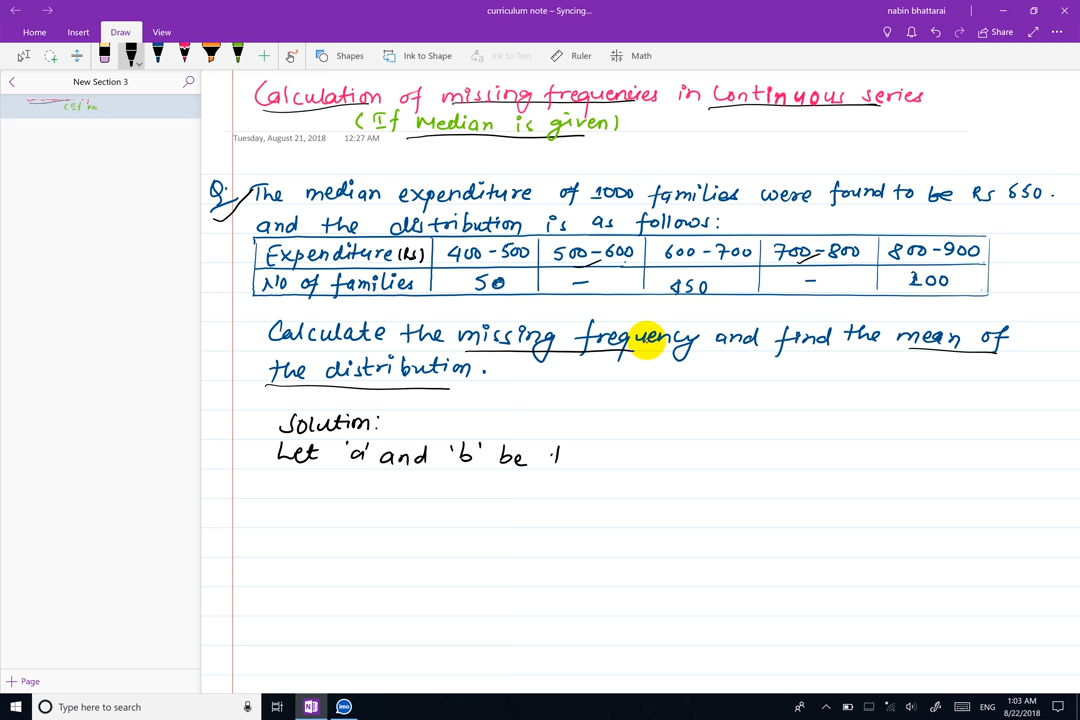 curriculum note - Syncing...
nabin bhattarai
Home Insert Draw View
Share
Shapes Ink to Shape Ink to Text Ruler Math
New Section 3
Calculation of missing frequencies in Continuous series
(If Median is given)
Tuesday, August 21, 2018 12:27 AM
Q: The median expenditure of 1000 families were found to be Rs 650.
and the distribution is as follows:
Expenditure(Rs) 400-500 500-600 600-700 700-800 800-900
No of families 50 - 450 - 100
Calculate the missing frequency and find the mean of
the distribution.
Solution:
Let 'a' and 'b' be
+ Page
Type here to search
imo
ENG
1:03 AM
8/22/2018